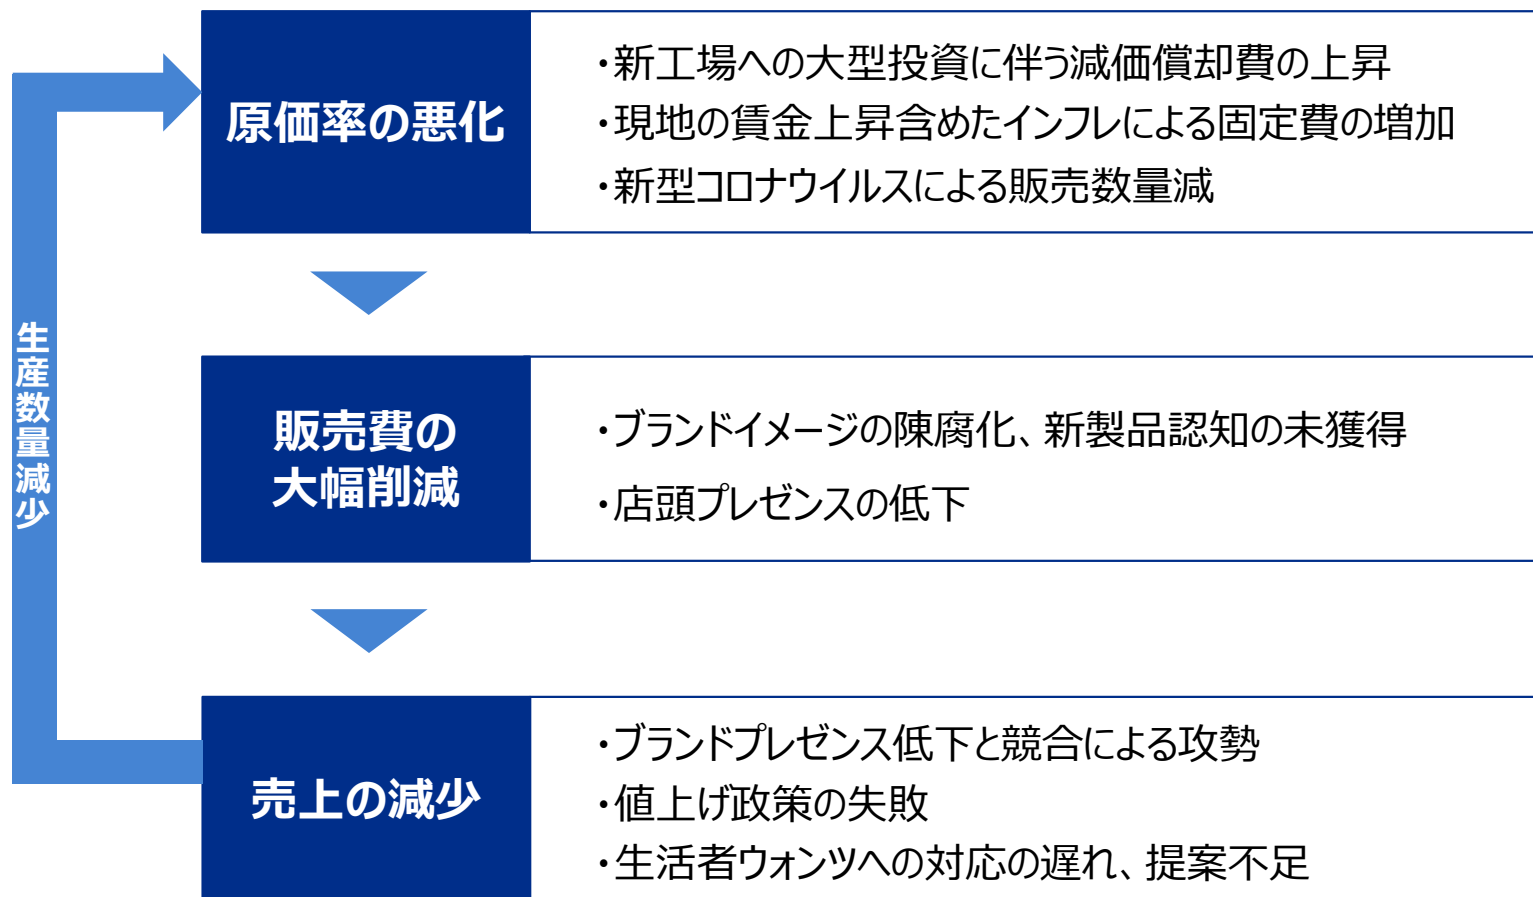 原価率の悪化
・新工場への大型投資に伴う減価償却費の上昇
・現地の賃金上昇含めたインフレによる固定費の増加
・新型コロナウイルスによる販売数量減
生産数量減少
販売費の
大幅削減
・ブランドイメージの陳腐化、新製品認知の未獲得
・店頭プレゼンスの低下
売上の減少
・ブランドプレゼンス低下と競合による攻勢
・値上げ政策の失敗
・生活者ウォンツへの対応の遅れ、提案不足